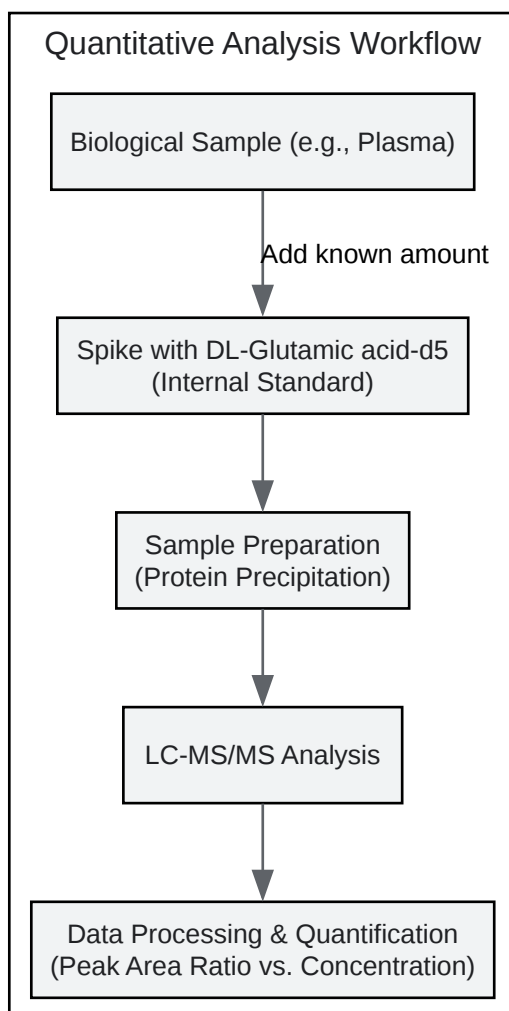 Quantitative Analysis Workflow
Biological Sample (e.g., Plasma)
Add known amount
Spike with DL-Glutamic acid-d5
(Internal Standard)
Sample Preparation
(Protein Precipitation)
LC-MS/MS Analysis
Data Processing & Quantification
(Peak Area Ratio vs. Concentration)